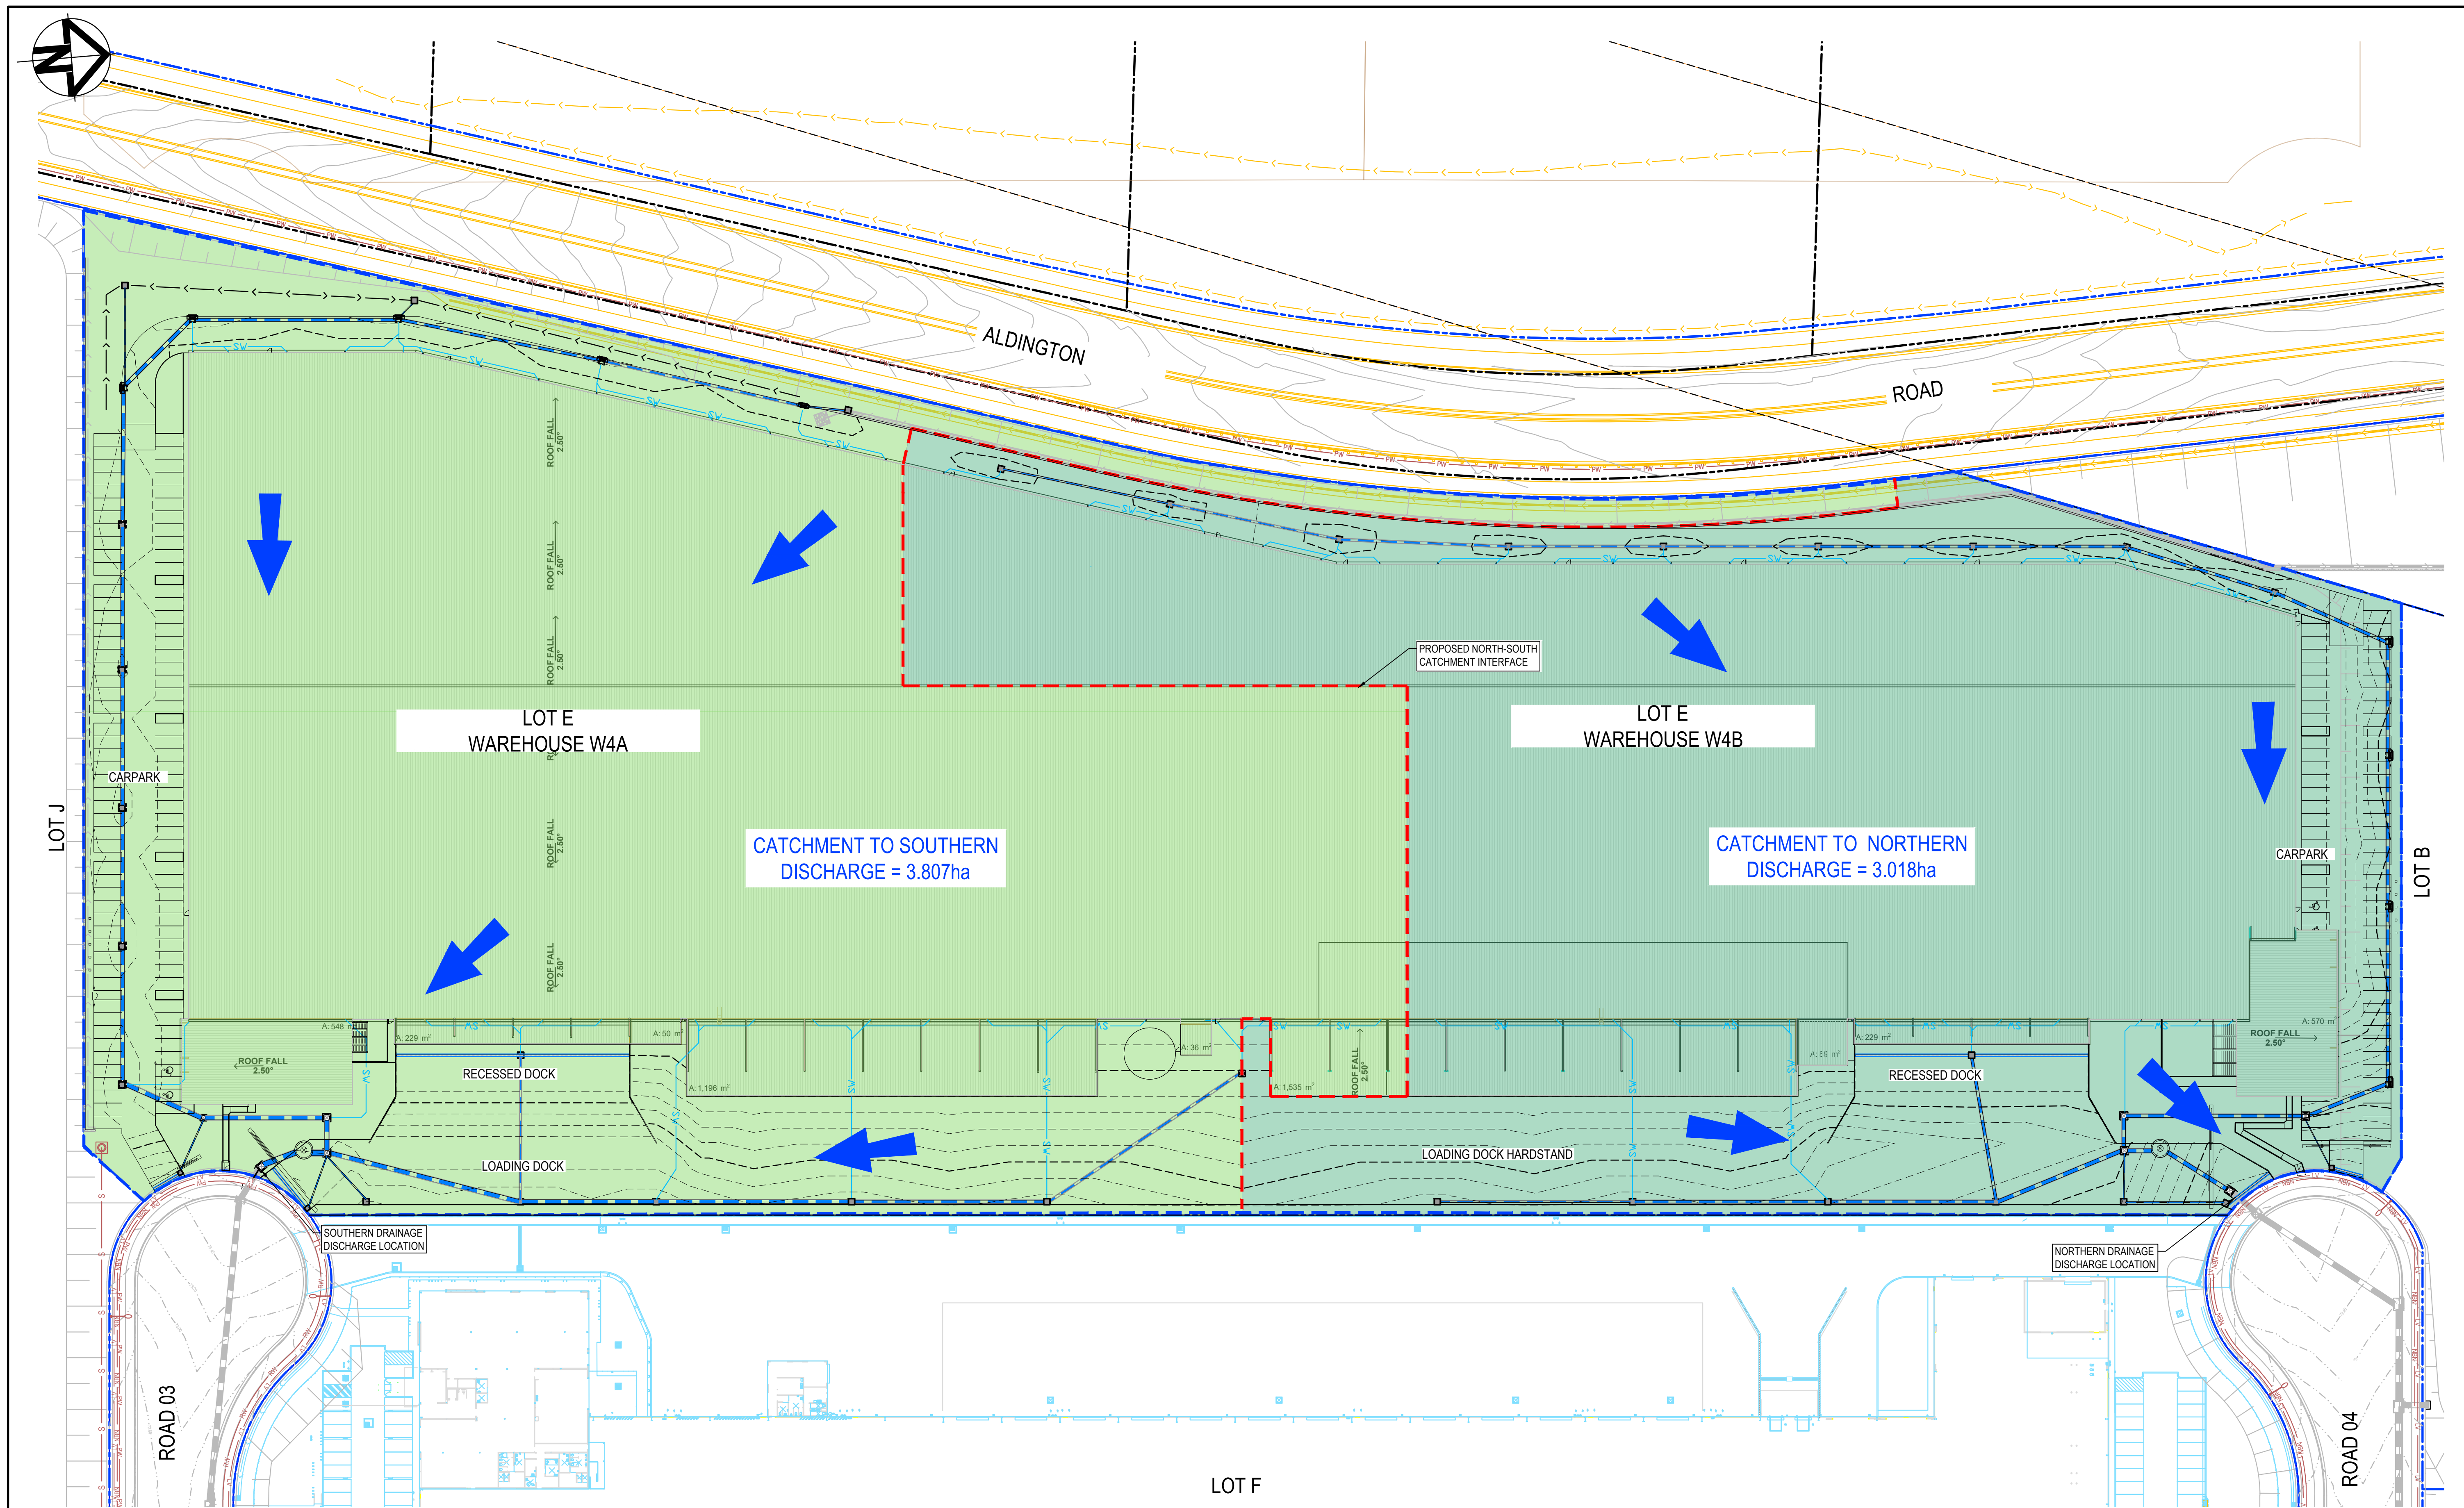 N
ALDINGTON
ROAD
PROPOSED NORTH-SOUTH
CATCHMENT INTERFACE
ROOF FALL
2.50°
ROOF FALL
2.50°
ROOF FALL
2.50°
LOT E
WAREHOUSE W4A
LOT E
WAREHOUSE W4B
CARPARK
LOT J
ROOF FALL
2.50°
CATCHMENT TO SOUTHERN
DISCHARGE = 3.807ha
CATCHMENT TO NORTHERN
DISCHARGE = 3.018ha
CARPARK
LOT B
ROOF FALL
2.50°
A: 548 m
A: 229 m²
A: 50 m²
A: 36 m²
A: 229 m²
A: 570 m²
ROOF FALL
2.50°
RECESSED DOCK
A: 1,196 m²
A: 1,535 m²
ROOF FALL
2.50°
RECESSED DOCK
ROOF FALL
2.50°
LOADING DOCK
LOADING DOCK HARDSTAND
SOUTHERN DRAINAGE
DISCHARGE LOCATION
NORTHERN DRAINAGE
DISCHARGE LOCATION
ROAD 03
LOT F
ROAD 04